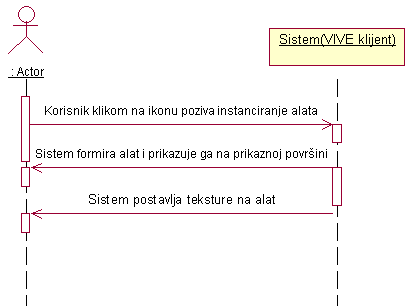 Sistem(VIVE klijent)
: Actor
Korisnik klikom na ikonu poziva instanciranje alata
Sistem formira alat i prikazuje ga na prikaznoj površini
Sistem postavlja teksture na alat